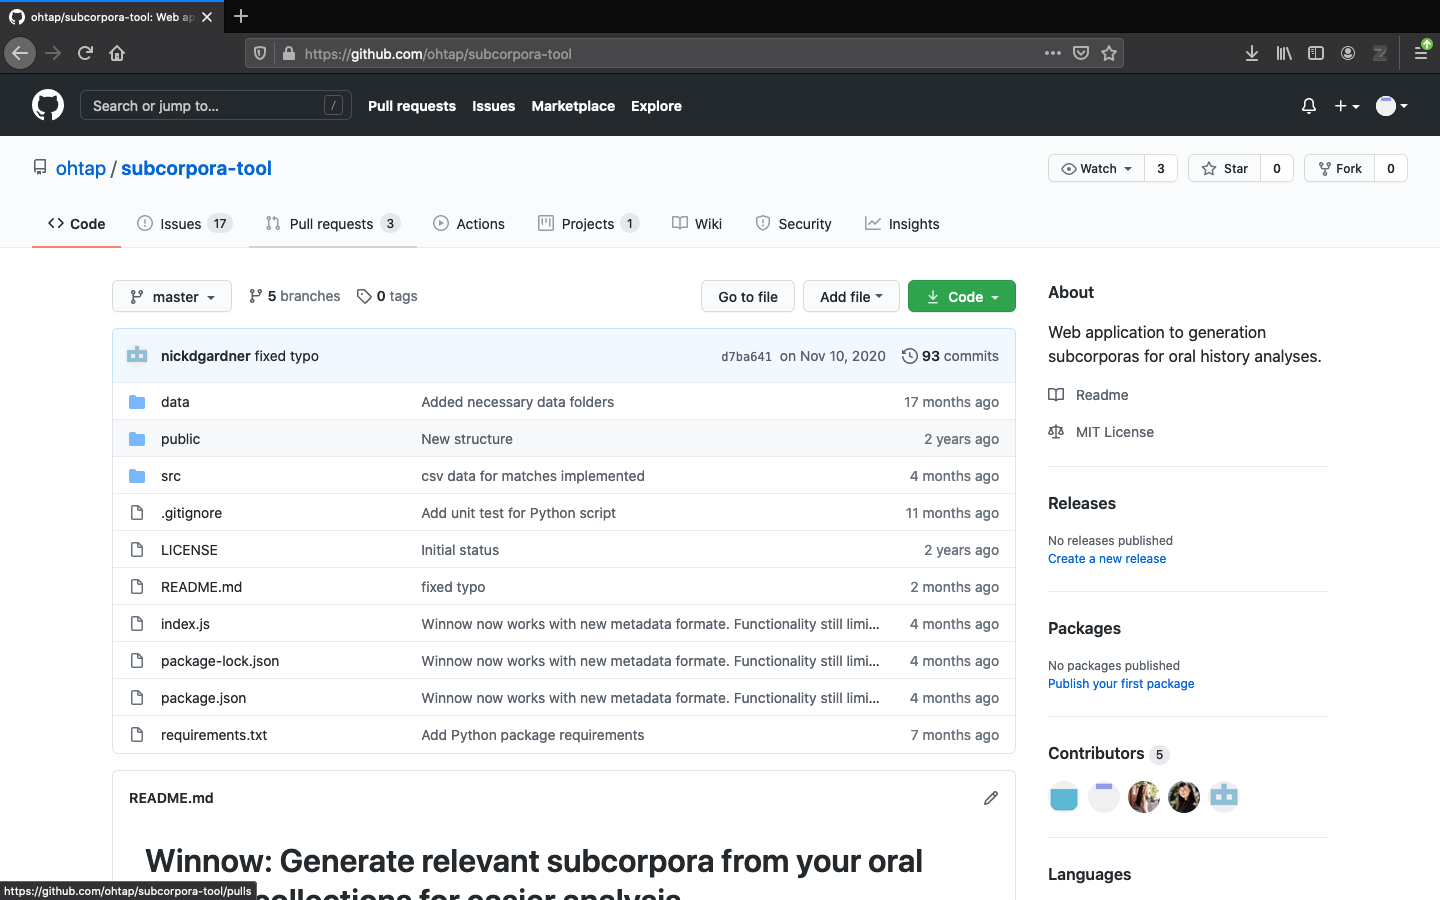 ohtap/subcorpora-tool: Web ap
https://github.com/ohtap/subcorpora-tool
Search or jump to… /
Pull requests Issues Marketplace Explore
ohtap / subcorpora-tool
Watch 3 Star 0 Fork 0
Code Issues 17 Pull requests 3 Actions Projects 1 Wiki Security Insights
master 5 branches 0 tags Go to file Add file Code
nickdgardner fixed typo d7ba641 on Nov 10, 2020 93 commits
data Added necessary data folders 17 months ago
public New structure 2 years ago
src csv data for matches implemented 4 months ago
.gitignore Add unit test for Python script 11 months ago
LICENSE Initial status 2 years ago
README.md fixed typo 2 months ago
index.js Winnow now works with new metadata formate. Functionality still limi… 4 months ago
package-lock.json Winnow now works with new metadata formate. Functionality still limi… 4 months ago
package.json Winnow now works with new metadata formate. Functionality still limi… 4 months ago
requirements.txt Add Python package requirements 7 months ago
README.md
Winnow: Generate relevant subcorpora from your oral
collections for easier analysis
About
Web application to generation
subcorporas for oral history analyses.
Readme
MIT License
Releases
No releases published
Create a new release
Packages
No packages published
Publish your first package
Contributors 5
Languages
https://github.com/ohtap/subcorpora-tool/pulls